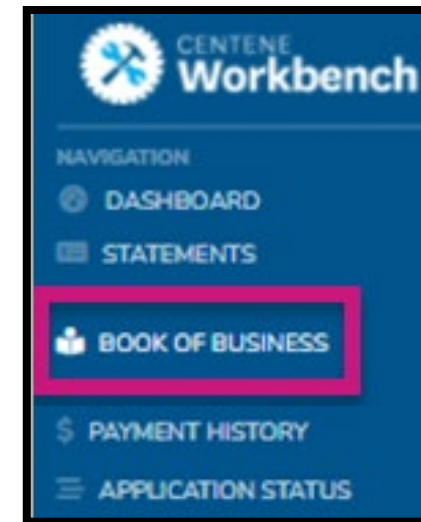 CENTENE
Workbench
NAVIGATION
DASHBOARD
STATEMENTS
BOOK OF BUSINESS
$ PAYMENT HISTORY
APPLICATION STATUS